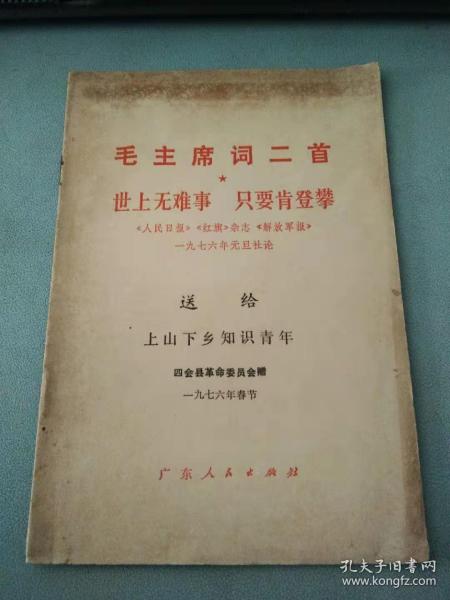 毛主席词二首
★
世上无难事 只要肯登攀
《人民日报》《红旗》杂志《解放军报》
一九七六年元旦社论
送给
上山下乡知识青年
四会县革命委员会赠
一九七六年春节
广东人民出版社
孔夫子旧书网
www.kongfz.com